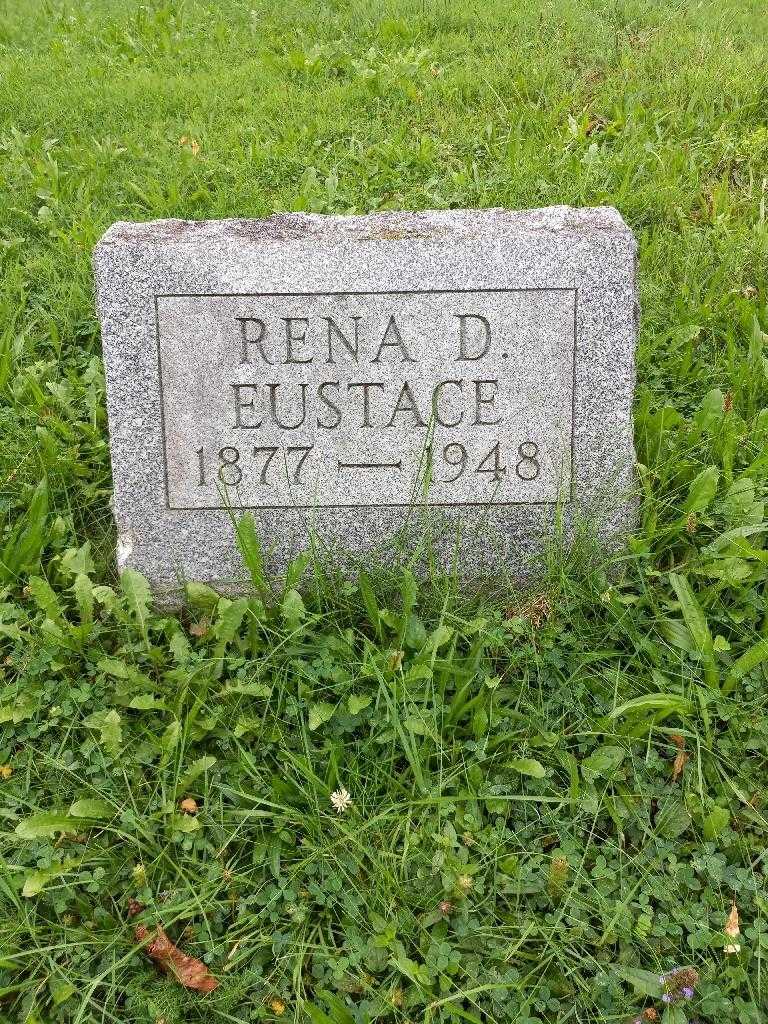 RENA D.
EUSTACE
1877 — 1948